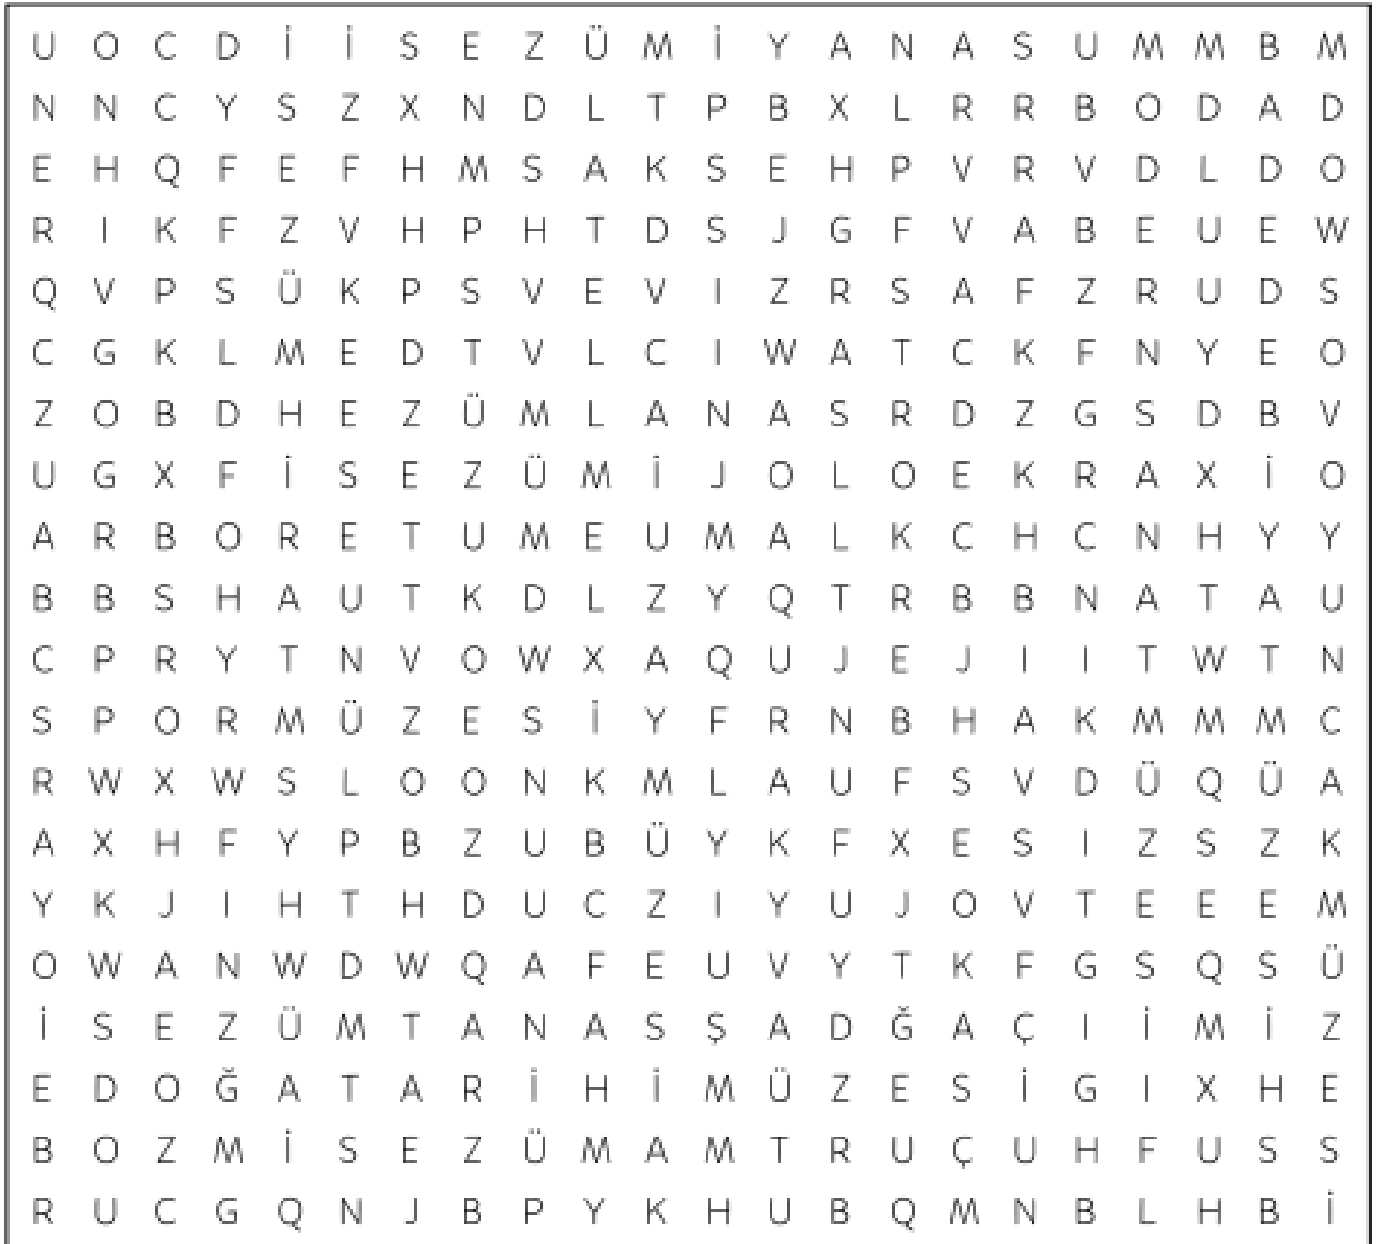 U O C D İ İ S E Z Ü M İ Y A N A S U M M B M
N N C Y S Z X N D L T P B X L R R B O D A D
E H Q F E F H M S A K S E H P V R V D L D O
R I K F Z V H P H T D S J G F V A B E U E W
Q V P S Ü K P S V E V I Z R S A F Z R U D S
C G K L M E D T V L C I W A T C K F N Y E O
Z O B D H E Z Ü M L A N A S R D Z G S D B V
U G X F İ S E Z Ü M İ J O L O E K R A X İ O
A R B O R E T U M E U M A L K C H C N H Y Y
B B S H A U T K D L Z Y Q T R B B N A T A U
C P R Y T N V O W X A Q U J E J I I T W T N
S P O R M Ü Z E S İ Y F R N B H A K M M M C
R W X W S L O O N K M L A U F S V D Ü Q Ü A
A X H F Y P B Z U B Ü Y K F X E S I Z S Z K
Y K J I H T H D U C Z I Y U J O V T E E E M
O W A N W D W Q A F E U V Y T K F G S Q S Ü
İ S E Z Ü M T A N A S Ş A D Ğ A Ç I İ M İ Z
E D O Ğ A T A R İ H İ M Ü Z E S İ G I X H E
B O Z M İ S E Z Ü M A M T R U Ç U H F U S S
R U C G Q N J B P Y K H U B Q M N B L H B İ